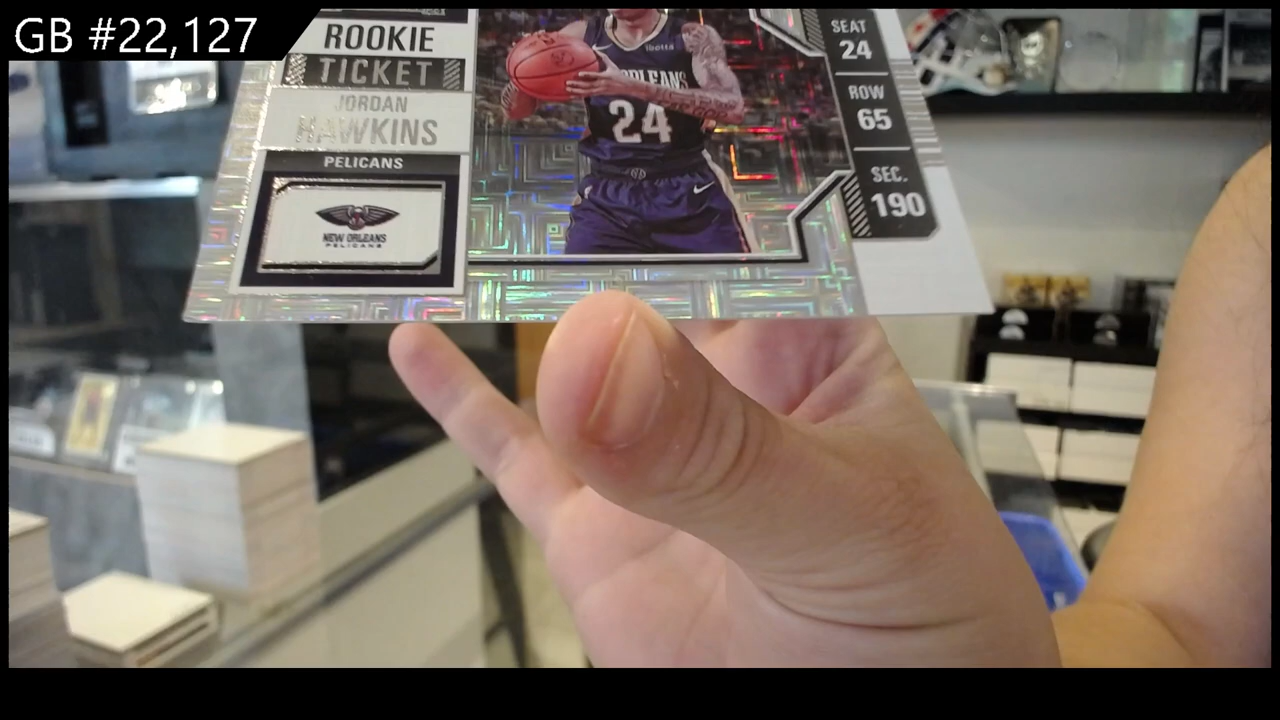 GB #22,127
ROOKIE
TICKET
JORDAN
HAWKINS
PELICANS
NEW ORLEANS
PELICANS
ibotta
ORLEANS
24
SEAT
24
ROW
65
SEC.
190